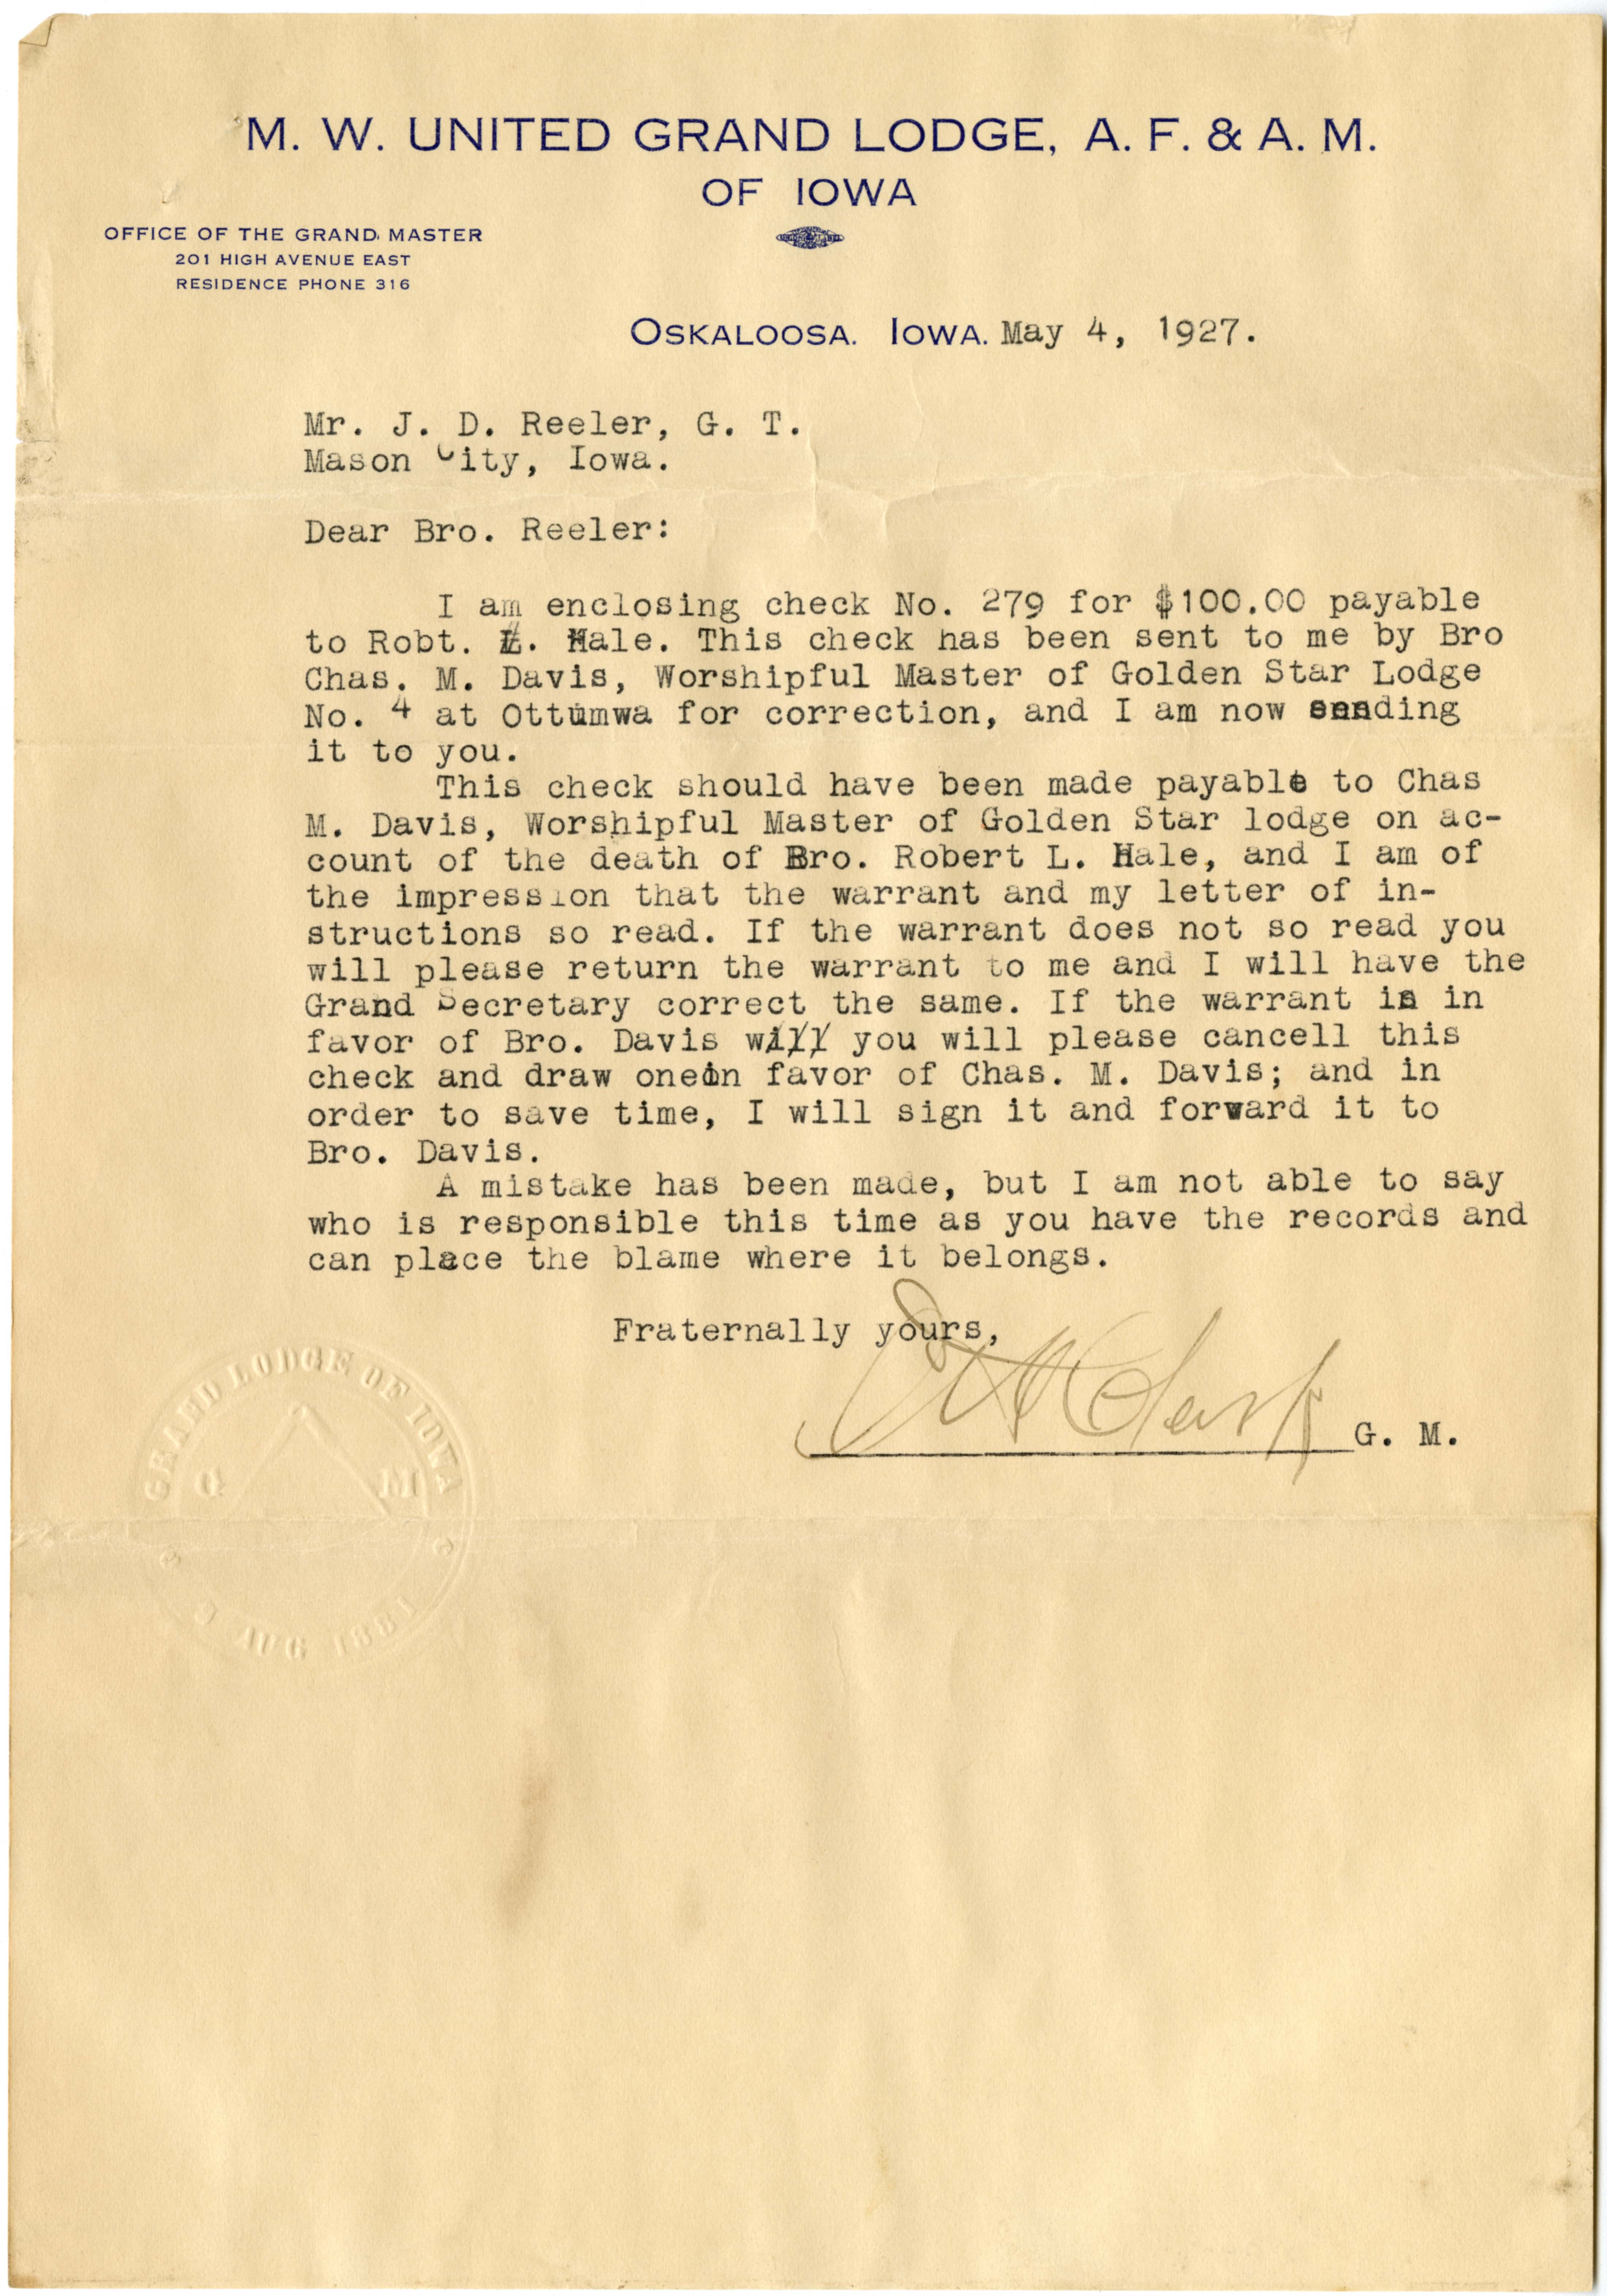 M. W. UNITED GRAND LODGE, A. F. & A. M.
OF IOWA
OFFICE OF THE GRAND MASTER
201 HIGH AVENUE EAST
RESIDENCE PHONE 316
OSKALOOSA. IOWA. May 4, 1927.
Mr. J. D. Reeler, G. T.
Mason City, Iowa.
Dear Bro. Reeler:
I am enclosing check No. 279 for $100.00 payable
to Robt. L. Hale. This check has been sent to me by Bro
Chas. M. Davis, Worshipful Master of Golden Star Lodge
No. 4 at Ottumwa for correction, and I am now sending
it to you.
This check should have been made payable to Chas
M. Davis, Worshipful Master of Golden Star lodge on ac-
count of the death of Bro. Robert L. Hale, and I am of
the impression that the warrant and my letter of in-
structions so read. If the warrant does not so read you
will please return the warrant to me and I will have the
Grand Secretary correct the same. If the warrant is in
favor of Bro. Davis will you will please cancell this
check and draw onein favor of Chas. M. Davis; and in
order to save time, I will sign it and forward it to
Bro. Davis.
A mistake has been made, but I am not able to say
who is responsible this time as you have the records and
can place the blame where it belongs.
Fraternally yours,
Clark
G. M.
GRAND LODGE OF IOWA
G M
AUG 1881